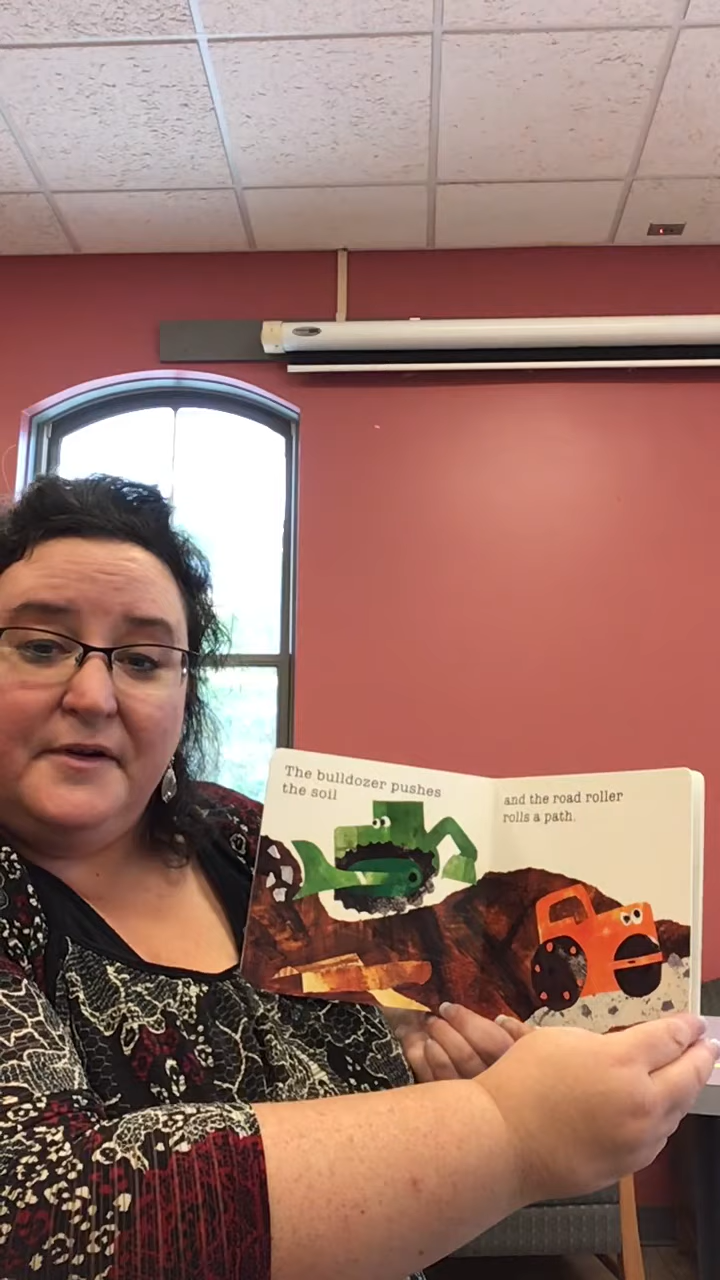 The bulldozer pushes
the soil
and the road roller
rolls a path.